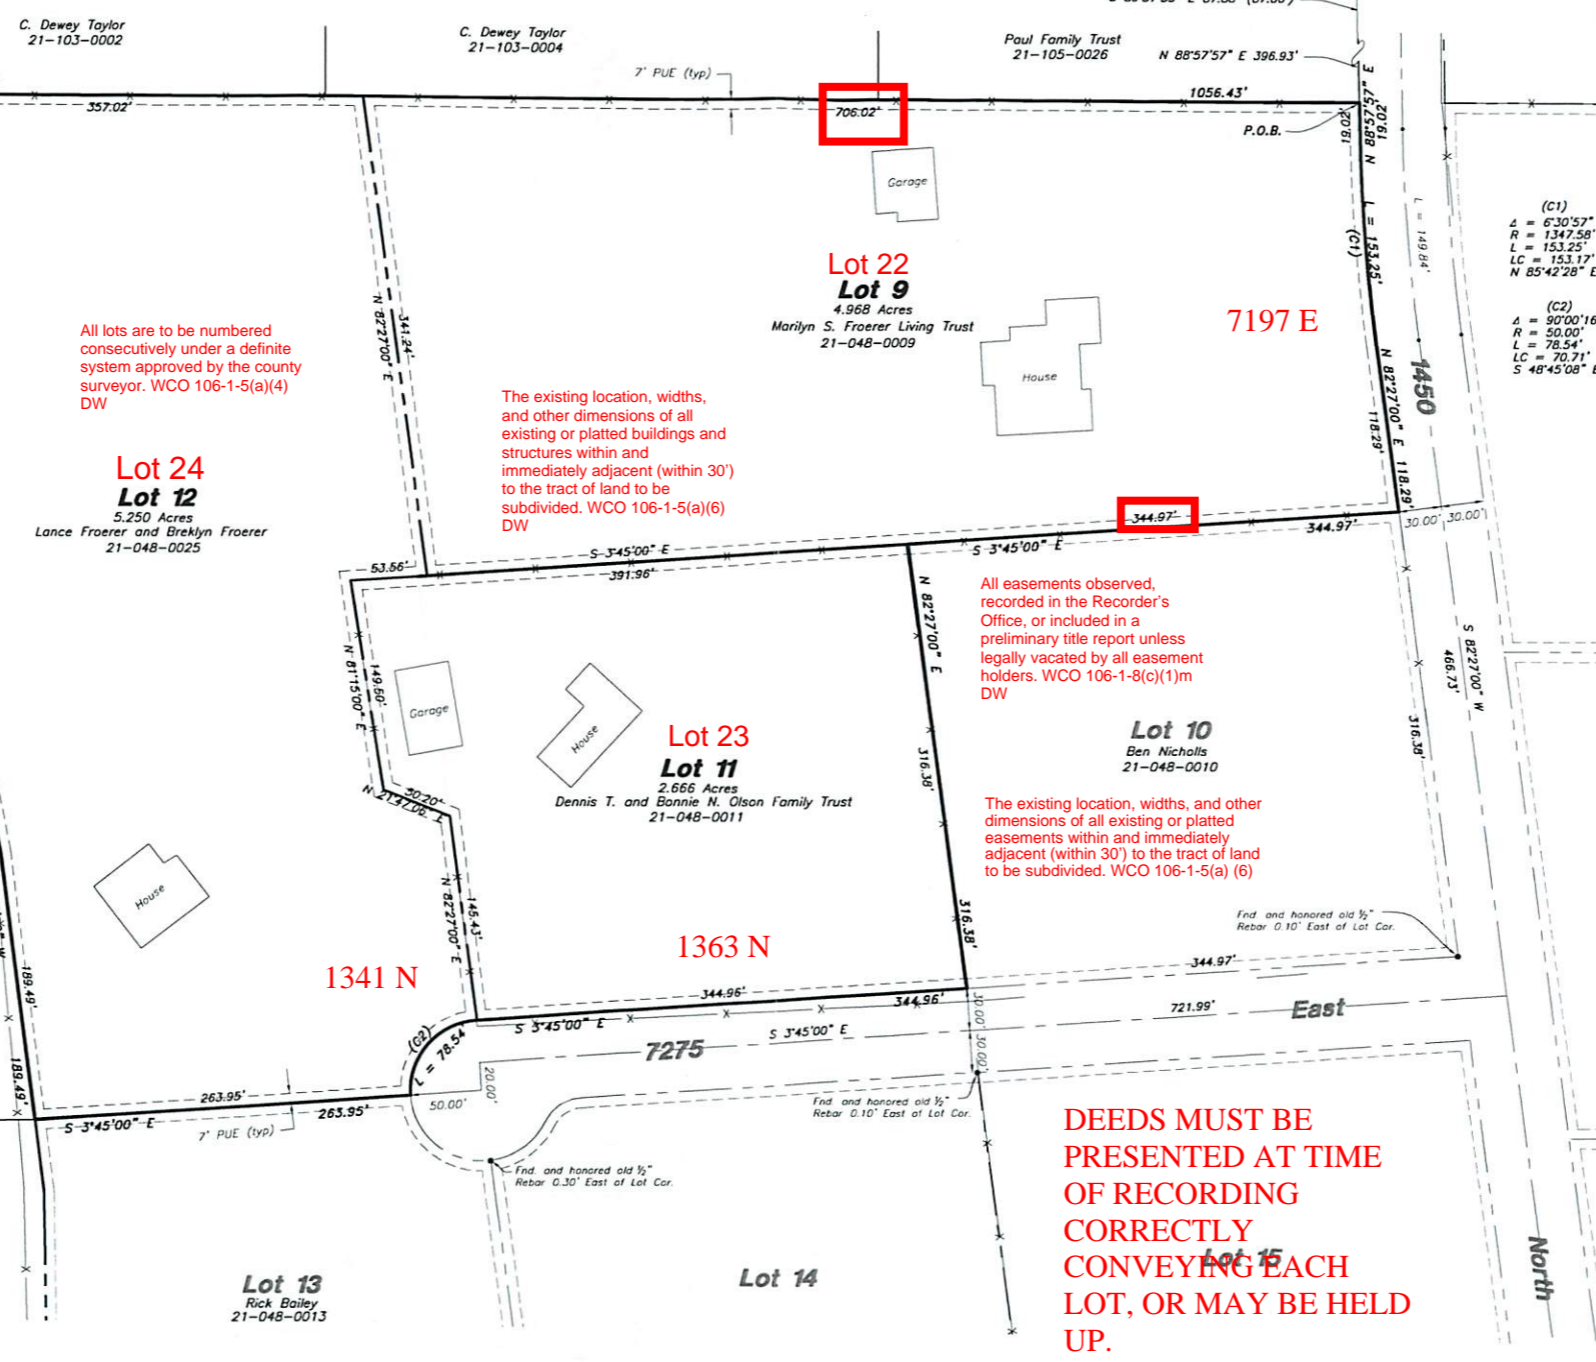 C. Dewey Taylor
21-103-0002
C. Dewey Taylor
21-103-0004
Paul Family Trust
21-105-0026
N 88°57'57" E 396.93'
7' PUE (typ)
357.02'
706.02'
1056.43'
P.O.B.
19.02'
N 88°57'57" E
19.02'
L = 153.25'
(C1)
L = 149.84'
(C1)
Δ = 6°30'57"
R = 1347.58'
L = 153.25'
LC = 153.17'
N 85°42'28" E
(C2)
Δ = 90°00'16
R = 50.00'
L = 78.54'
LC = 70.71'
S 48°45'08" E
Garage
Lot 22
Lot 9
4.968 Acres
Marilyn S. Froerer Living Trust
21-048-0009
7197 E
House
N 82°27'00" E
341.24'
N 82°27'00" E 118.29'
118.29'
1450
All lots are to be numbered
consecutively under a definite
system approved by the county
surveyor. WCO 106-1-5(a)(4)
DW
The existing location, widths,
and other dimensions of all
existing or platted buildings and
structures within and
immediately adjacent (within 30')
to the tract of land to be
subdivided. WCO 106-1-5(a)(6)
DW
Lot 24
Lot 12
5.250 Acres
Lance Froerer and Breklyn Froerer
21-048-0025
344.97'
344.97'
30.00' 30.00'
S 3°45'00" E
S 3°45'00" E
53.56'
391.96'
All easements observed,
recorded in the Recorder's
Office, or included in a
preliminary title report unless
legally vacated by all easement
holders. WCO 106-1-8(c)(1)m
DW
N 82°27'00" E
316.38'
316.38'
S 82°27'00" W
466.73'
316.38'
N 81°15'00" E
149.50'
Garage
House
Lot 23
Lot 11
2.666 Acres
Dennis T. and Bonnie N. Olson Family Trust
21-048-0011
Lot 10
Ben Nicholls
21-048-0010
50.20'
N 21°47'06" E
The existing location, widths, and other
dimensions of all existing or platted
easements within and immediately
adjacent (within 30') to the tract of land
to be subdivided. WCO 106-1-5(a) (6)
House
N 82°27'00" E
145.43'
Fnd. and honored old ½"
Rebar 0.10' East of Lot Cor.
1363 N
1341 N
189.49'
189.49'
344.97'
344.96'
344.96'
721.99'
East
S 3°45'00" E
S 3°45'00" E
30.00' 30.00'
7275
(C2)
L = 78.54'
20.00'
50.00'
263.95'
263.95'
S 3°45'00" E
7' PUE (typ)
Fnd. and honored old ½"
Rebar 0.10' East of Lot Cor.
Fnd. and honored old ½"
Rebar 0.30' East of Lot Cor.
DEEDS MUST BE
PRESENTED AT TIME
OF RECORDING
CORRECTLY
CONVEYING EACH
LOT, OR MAY BE HELD
UP.
Lot 15
North
Lot 13
Rick Bailey
21-048-0013
Lot 14